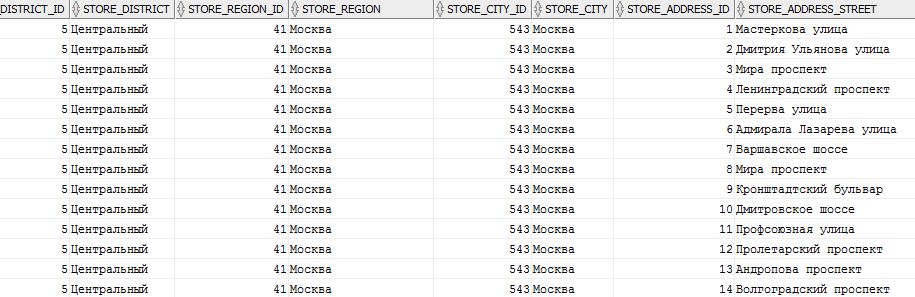 DISTRICT_ID STORE_DISTRICT STORE_REGION_ID STORE_REGION STORE_CITY_ID STORE_CITY STORE_ADDRESS_ID STORE_ADDRESS_STREET
5 Центральный 41 Москва 543 Москва 1 Мастеркова улица
5 Центральный 41 Москва 543 Москва 2 Дмитрия Ульянова улица
5 Центральный 41 Москва 543 Москва 3 Мира проспект
5 Центральный 41 Москва 543 Москва 4 Ленинградский проспект
5 Центральный 41 Москва 543 Москва 5 Перерва улица
5 Центральный 41 Москва 543 Москва 6 Адмирала Лазарева улица
5 Центральный 41 Москва 543 Москва 7 Варшавское шоссе
5 Центральный 41 Москва 543 Москва 8 Мира проспект
5 Центральный 41 Москва 543 Москва 9 Кронштадтский бульвар
5 Центральный 41 Москва 543 Москва 10 Дмитровское шоссе
5 Центральный 41 Москва 543 Москва 11 Профсоюзная улица
5 Центральный 41 Москва 543 Москва 12 Пролетарский проспект
5 Центральный 41 Москва 543 Москва 13 Андропова проспект
5 Центральный 41 Москва 543 Москва 14 Волгоградский проспект